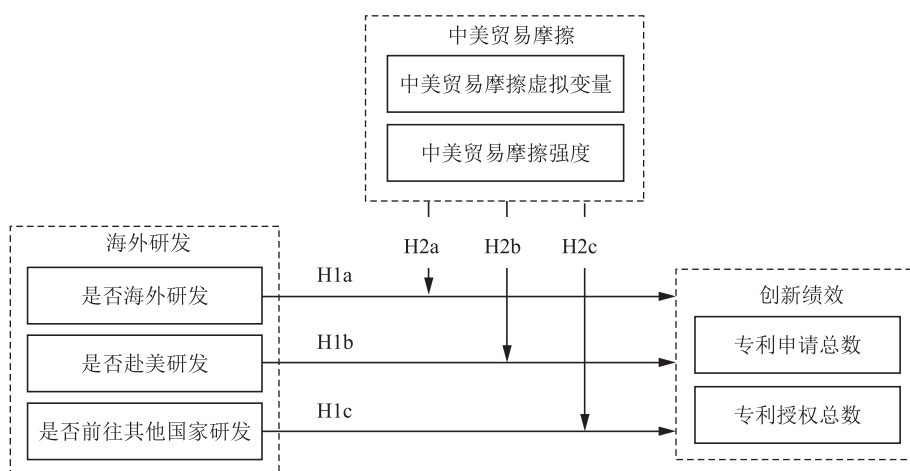 中美贸易摩擦
中美贸易摩擦虚拟变量
中美贸易摩擦强度
海外研发
H2a
H2b
H2c
是否海外研发
H1a
创新绩效
是否赴美研发
H1b
专利申请总数
是否前往其他国家研发
H1c
专利授权总数